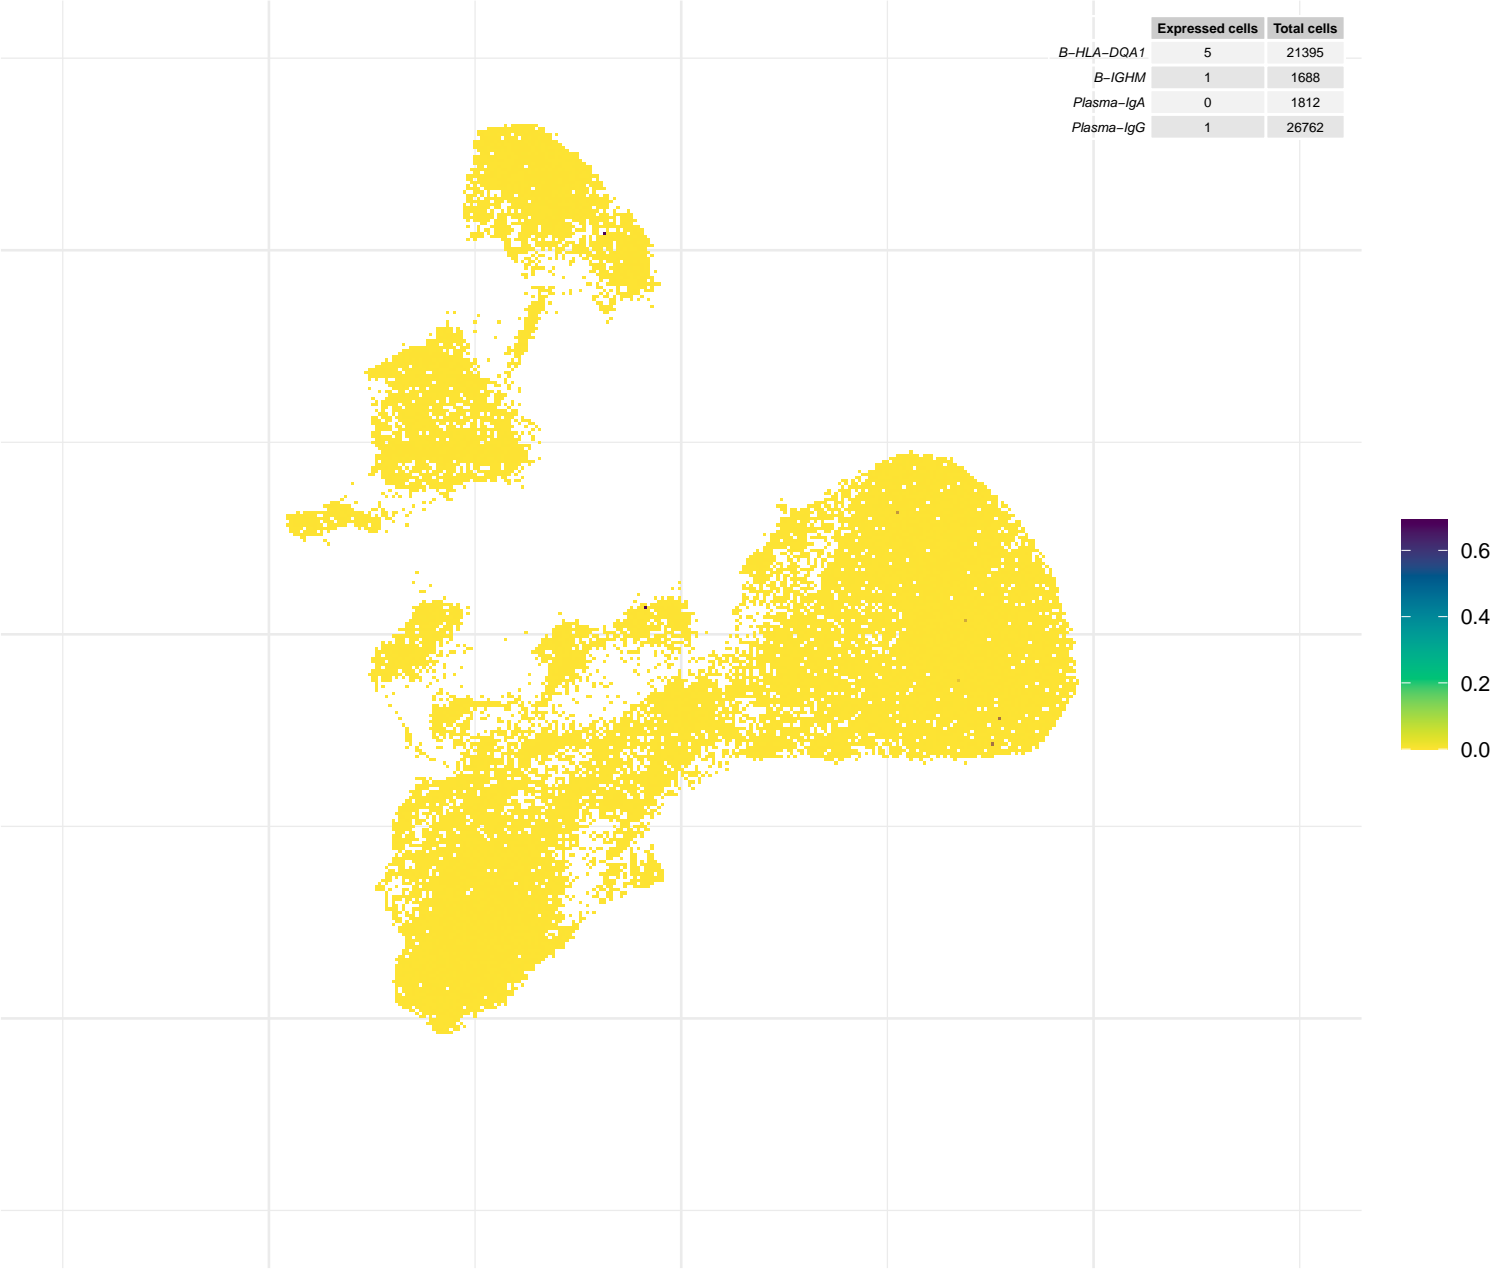 Expressed cells Total cells
B−HLA−DQA1 5 21395
B−IGHM 1 1688
Plasma−IgA 0 1812
Plasma−IgG 1 26762
0.6
0.4
0.2
0.0